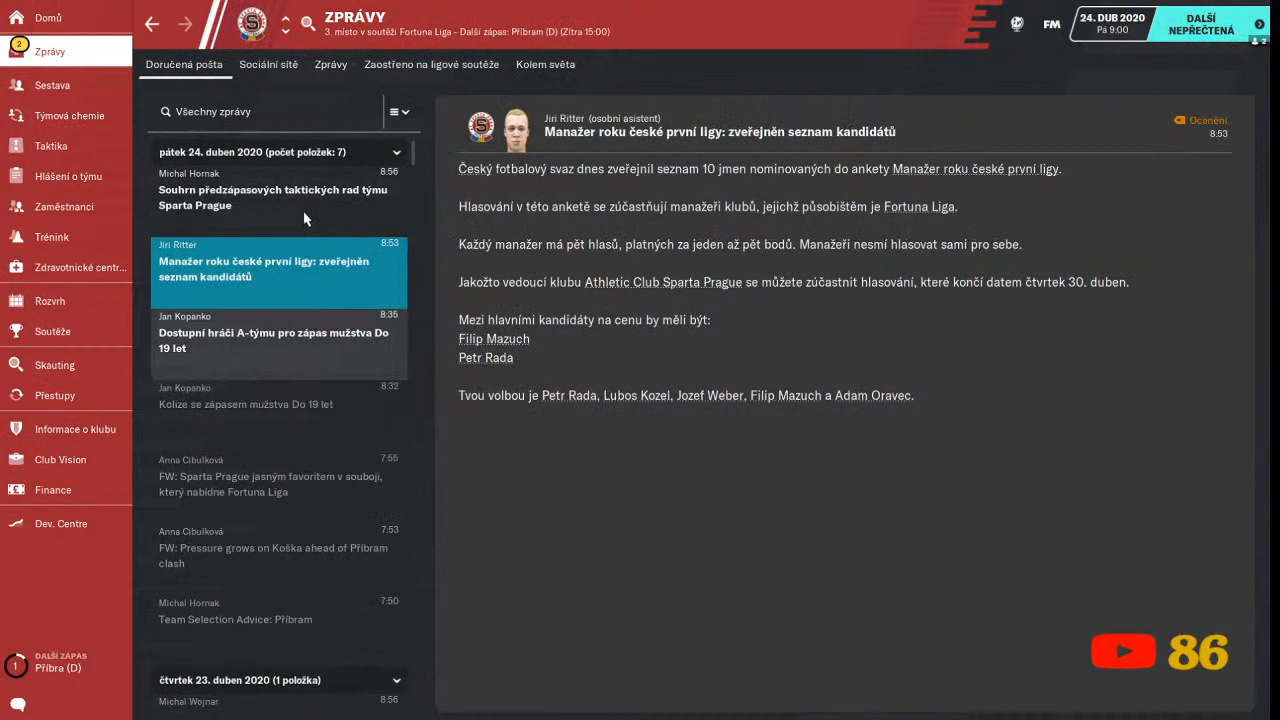 Domů
2
Zprávy
Sestava
Týmová chemie
Taktika
Hlášení o týmu
Zaměstnanci
Trénink
Zdravotnické centr...
Rozvrh
Soutěže
Skauting
Přestupy
Informace o klubu
Club Vision
Finance
Dev. Centre
1
DALŠÍ ZÁPAS
Příbra (D)
ZPRÁVY
3. místo v soutěži Fortuna Liga - Další zápas: Příbram (D) (Zítra 15:00)
FM
24. DUB 2020
Pá 9:00
DALŠÍ
NEPŘEČTENÁ
2
Doručená pošta
Sociální sítě
Zprávy
Zaostřeno na ligové soutěže
Kolem světa
Všechny zprávy
pátek 24. duben 2020 (počet položek: 7)
Michal Hornak 8:56
Souhrn předzápasových taktických rad týmu
Sparta Prague
Jiri Ritter 8:53
Manažer roku české první ligy: zveřejněn
seznam kandidátů
Jan Kopanko 8:35
Dostupní hráči A-týmu pro zápas mužstva Do
19 let
Jan Kopanko 8:32
Kolize se zápasem mužstva Do 19 let
Anna Cibulková 7:55
FW: Sparta Prague jasným favoritem v souboji,
který nabídne Fortuna Liga
Anna Cibulková 7:53
FW: Pressure grows on Koška ahead of Příbram
clash
Michal Hornak 7:50
Team Selection Advice: Příbram
čtvrtek 23. duben 2020 (1 položka)
Michal Wojnar 8:56
Jiri Ritter (osobní asistent)
Manažer roku české první ligy: zveřejněn seznam kandidátů
Ocenění
8:53
Český fotbalový svaz dnes zveřejnil seznam 10 jmen nominovaných do ankety Manažer roku české první ligy.
Hlasování v této anketě se zúčastňují manažeři klubů, jejichž působištěm je Fortuna Liga.
Každý manažer má pět hlasů, platných za jeden až pět bodů. Manažeři nesmí hlasovat sami pro sebe.
Jakožto vedoucí klubu Athletic Club Sparta Prague se můžete zúčastnit hlasování, které končí datem čtvrtek 30. duben.
Mezi hlavními kandidáty na cenu by měli být:
Filip Mazuch
Petr Rada
Tvou volbou je Petr Rada, Lubos Kozel, Jozef Weber, Filip Mazuch a Adam Oravec.
86